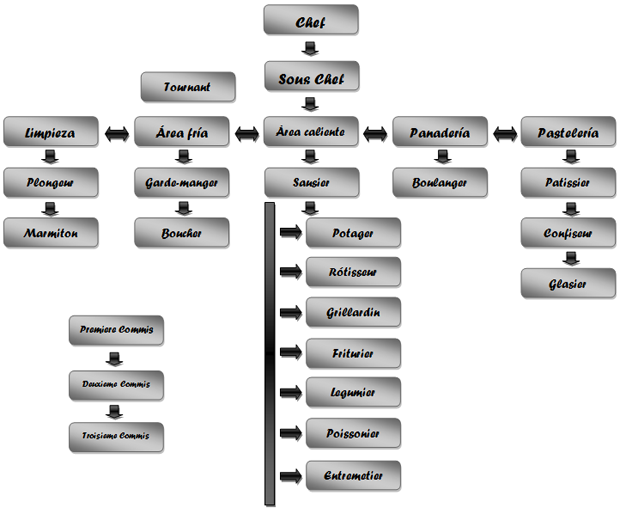 Chef
Sous Chef
Tournant
Limpieza
Área fría
Área caliente
Panadería
Pastelería
Plongeur
Garde-manger
Sausier
Boulanger
Patissier
Marmiton
Boucher
Potager
Confiseur
Rótisseur
Glasier
Grillardin
Premiere Commis
Friturier
Deuxieme Commis
Legumier
Troisieme Commis
Poissonier
Entremetier